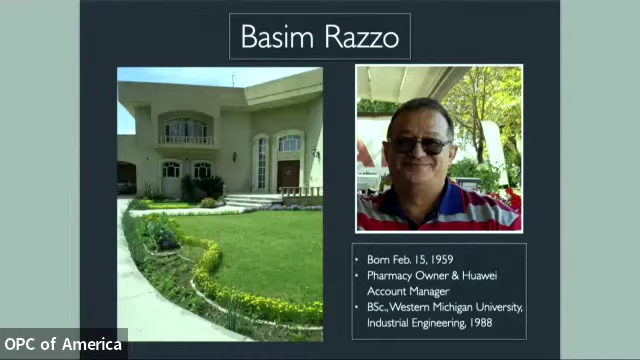 Basim Razzo
• Born Feb. 15, 1959
• Pharmacy Owner & Huawei
Account Manager
• BSc., Western Michigan University,
Industrial Engineering, 1988
OPC of America